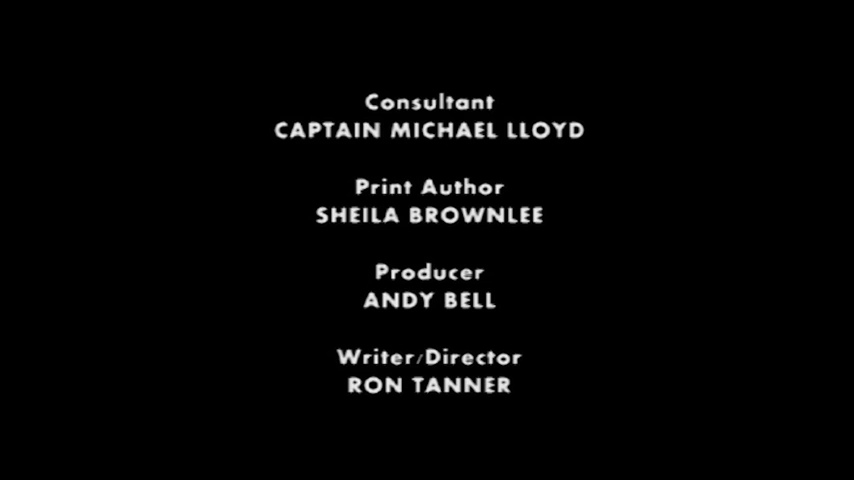 Consultant
CAPTAIN MICHAEL LLOYD
Print Author
SHEILA BROWNLEE
Producer
ANDY BELL
Writer/Director
RON TANNER